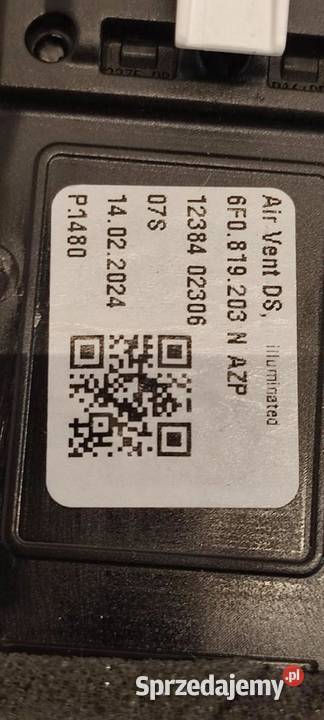 Air Vent DS, illuminated
6F0.819.203 N AZP
12384 02306
07S
14.02.2024
P.1480
Sprzedajemy.pl